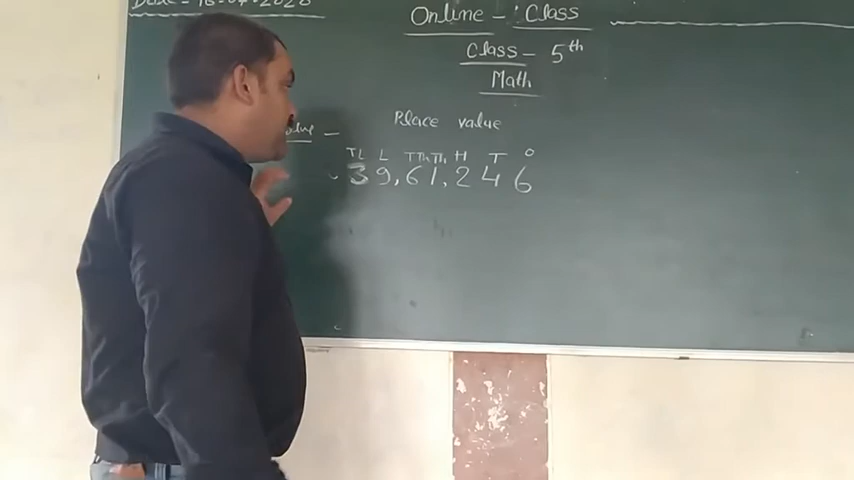 Online - Class
Class - 5th
Math
Place value
TL L TTh Th H T O
39,61,246